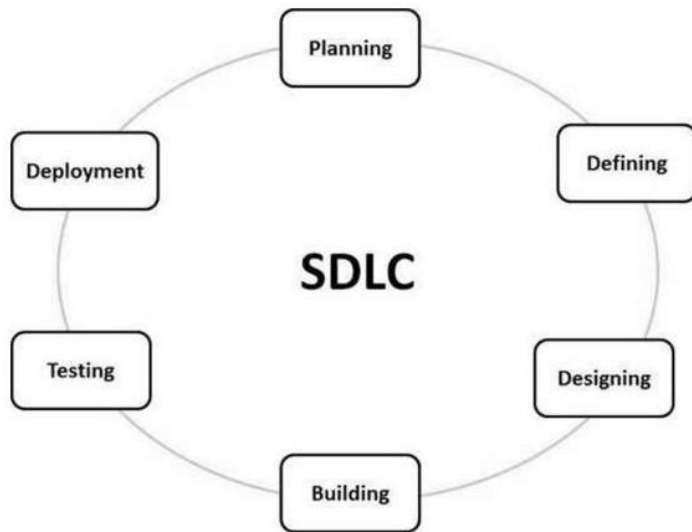 Planning
Defining
Designing
Building
Testing
Deployment
SDLC